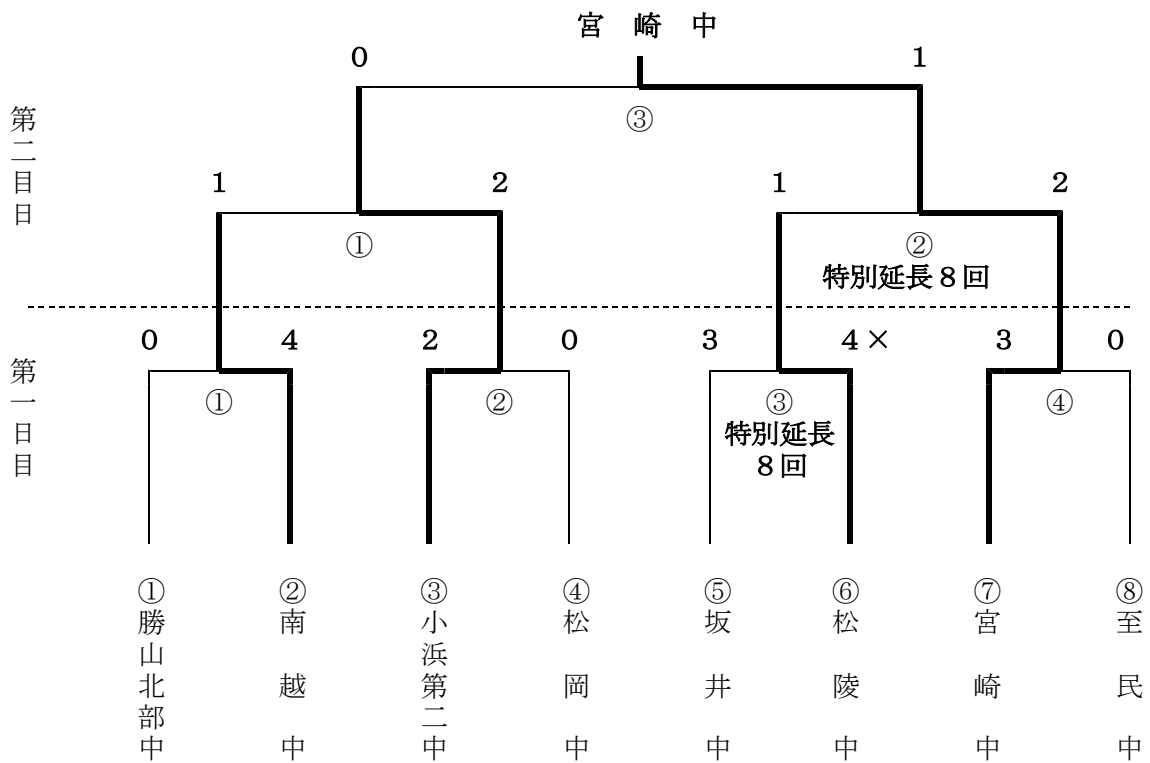 宮 崎 中
0 1
③
第二目日
1 2 1 2
① ②
特別延長８回
0 4 2 0 3 4× 3 0
第一日目
① ② ③ ④
特別延長
８回
①勝山北部中
②南越中
③小浜第二中
④松岡中
⑤坂井中
⑥松陵中
⑦宮崎中
⑧至民中